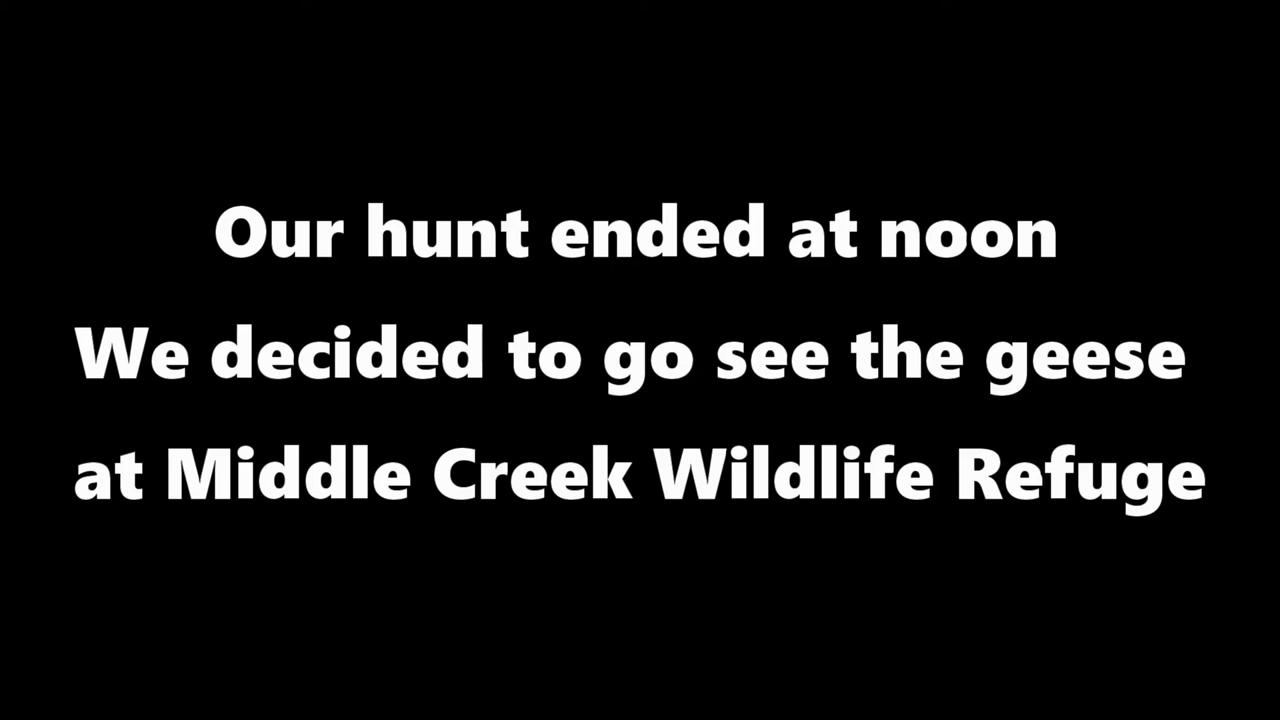 Our hunt ended at noon
We decided to go see the geese
at Middle Creek Wildlife Refuge